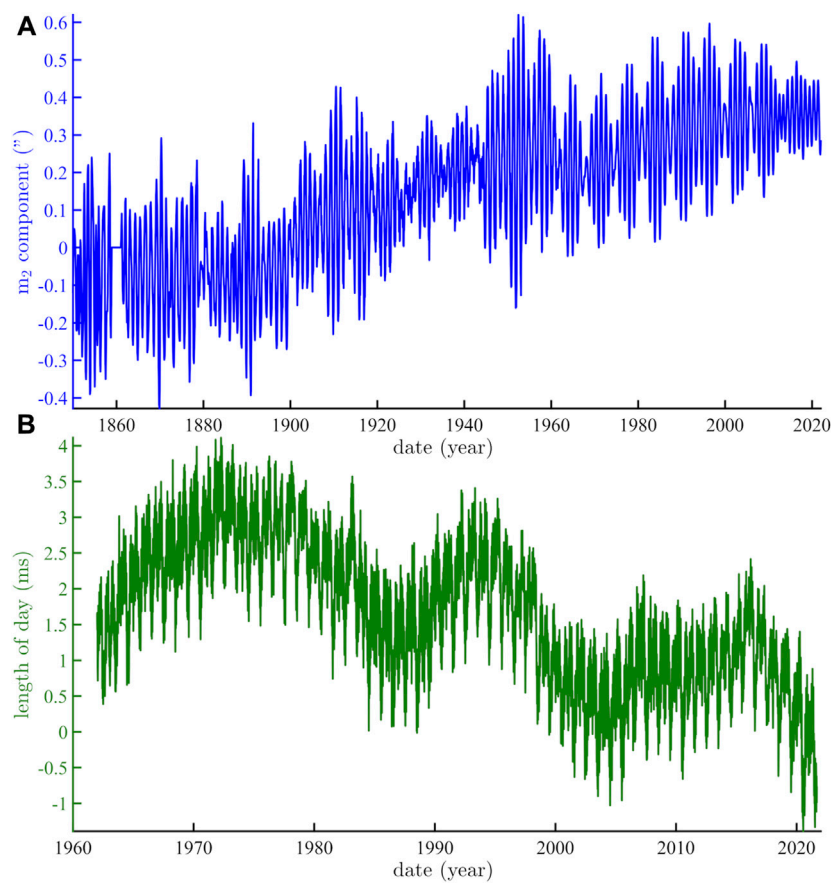 A
0.6
0.5
0.4
0.3
0.2
0.1
0
-0.1
-0.2
-0.3
-0.4
m₂ component (")
1860 1880 1900 1920 1940 1960 1980 2000 2020
date (year)
B
4
3.5
3
2.5
2
1.5
1
0.5
0
-0.5
-1
length of day (ms)
1960 1970 1980 1990 2000 2010 2020
date (year)